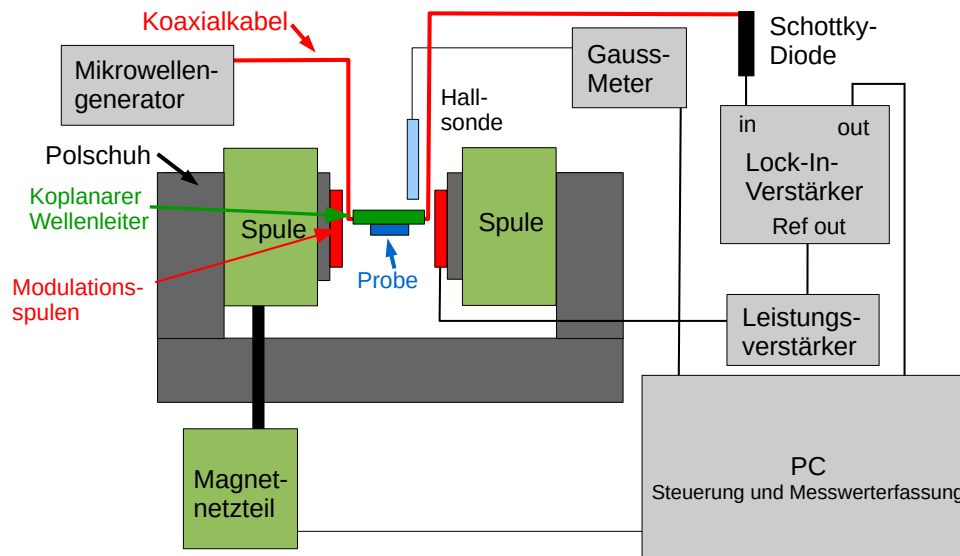 Koaxialkabel
Mikrowellen-
generator
Gauss-
Meter
Schottky-
Diode
Hall-
sonde
in
out
Lock-In-
Verstärker
Ref out
Polschuh
Koplanarer
Wellenleiter
Spule
Spule
Probe
Modulations-
spulen
Leistungs-
verstärker
Magnet-
netzteil
PC
Steuerung und Messwerterfassung